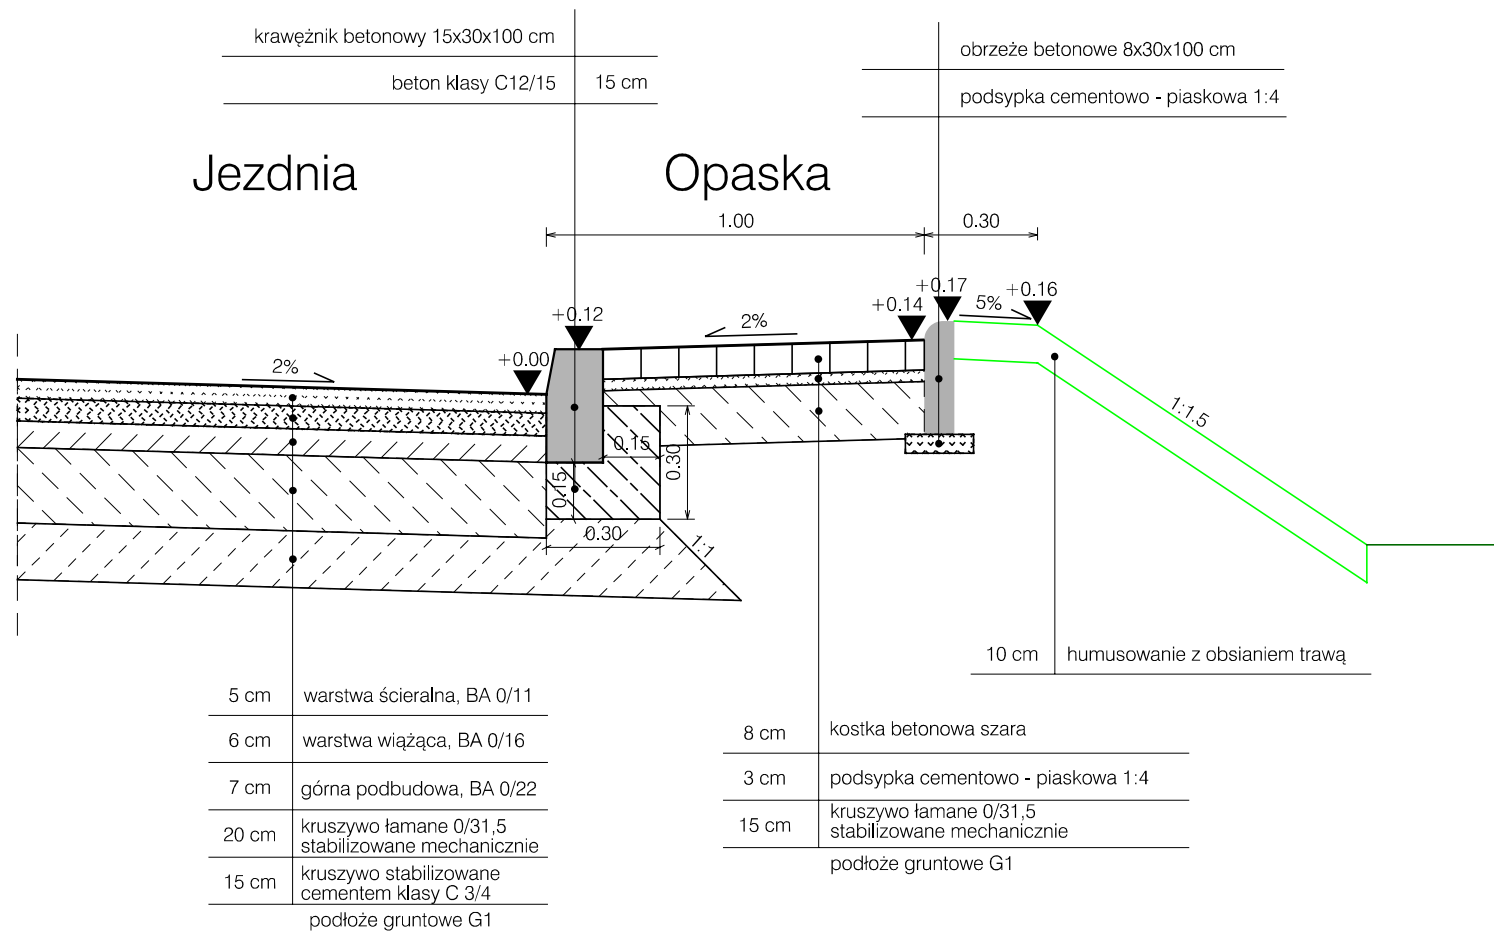 krawężnik betonowy 15x30x100 cm
beton klasy C12/15 15 cm
obrzeże betonowe 8x30x100 cm
podsypka cementowo - piaskowa 1:4
Jezdnia
Opaska
1.00
0.30
+0.12
+0.00
2%
2%
+0.14
+0.17
5%
+0.16
1:1.5
0.15
0.30
0.15
0.30
1:1
10 cm humusowanie z obsianiem trawą
5 cm warstwa ścieralna, BA 0/11
6 cm warstwa wiążąca, BA 0/16
7 cm górna podbudowa, BA 0/22
20 cm kruszywo łamane 0/31,5
stabilizowane mechanicznie
15 cm kruszywo stabilizowane
cementem klasy C 3/4
podłoże gruntowe G1
8 cm kostka betonowa szara
3 cm podsypka cementowo - piaskowa 1:4
15 cm kruszywo łamane 0/31,5
stabilizowane mechanicznie
podłoże gruntowe G1